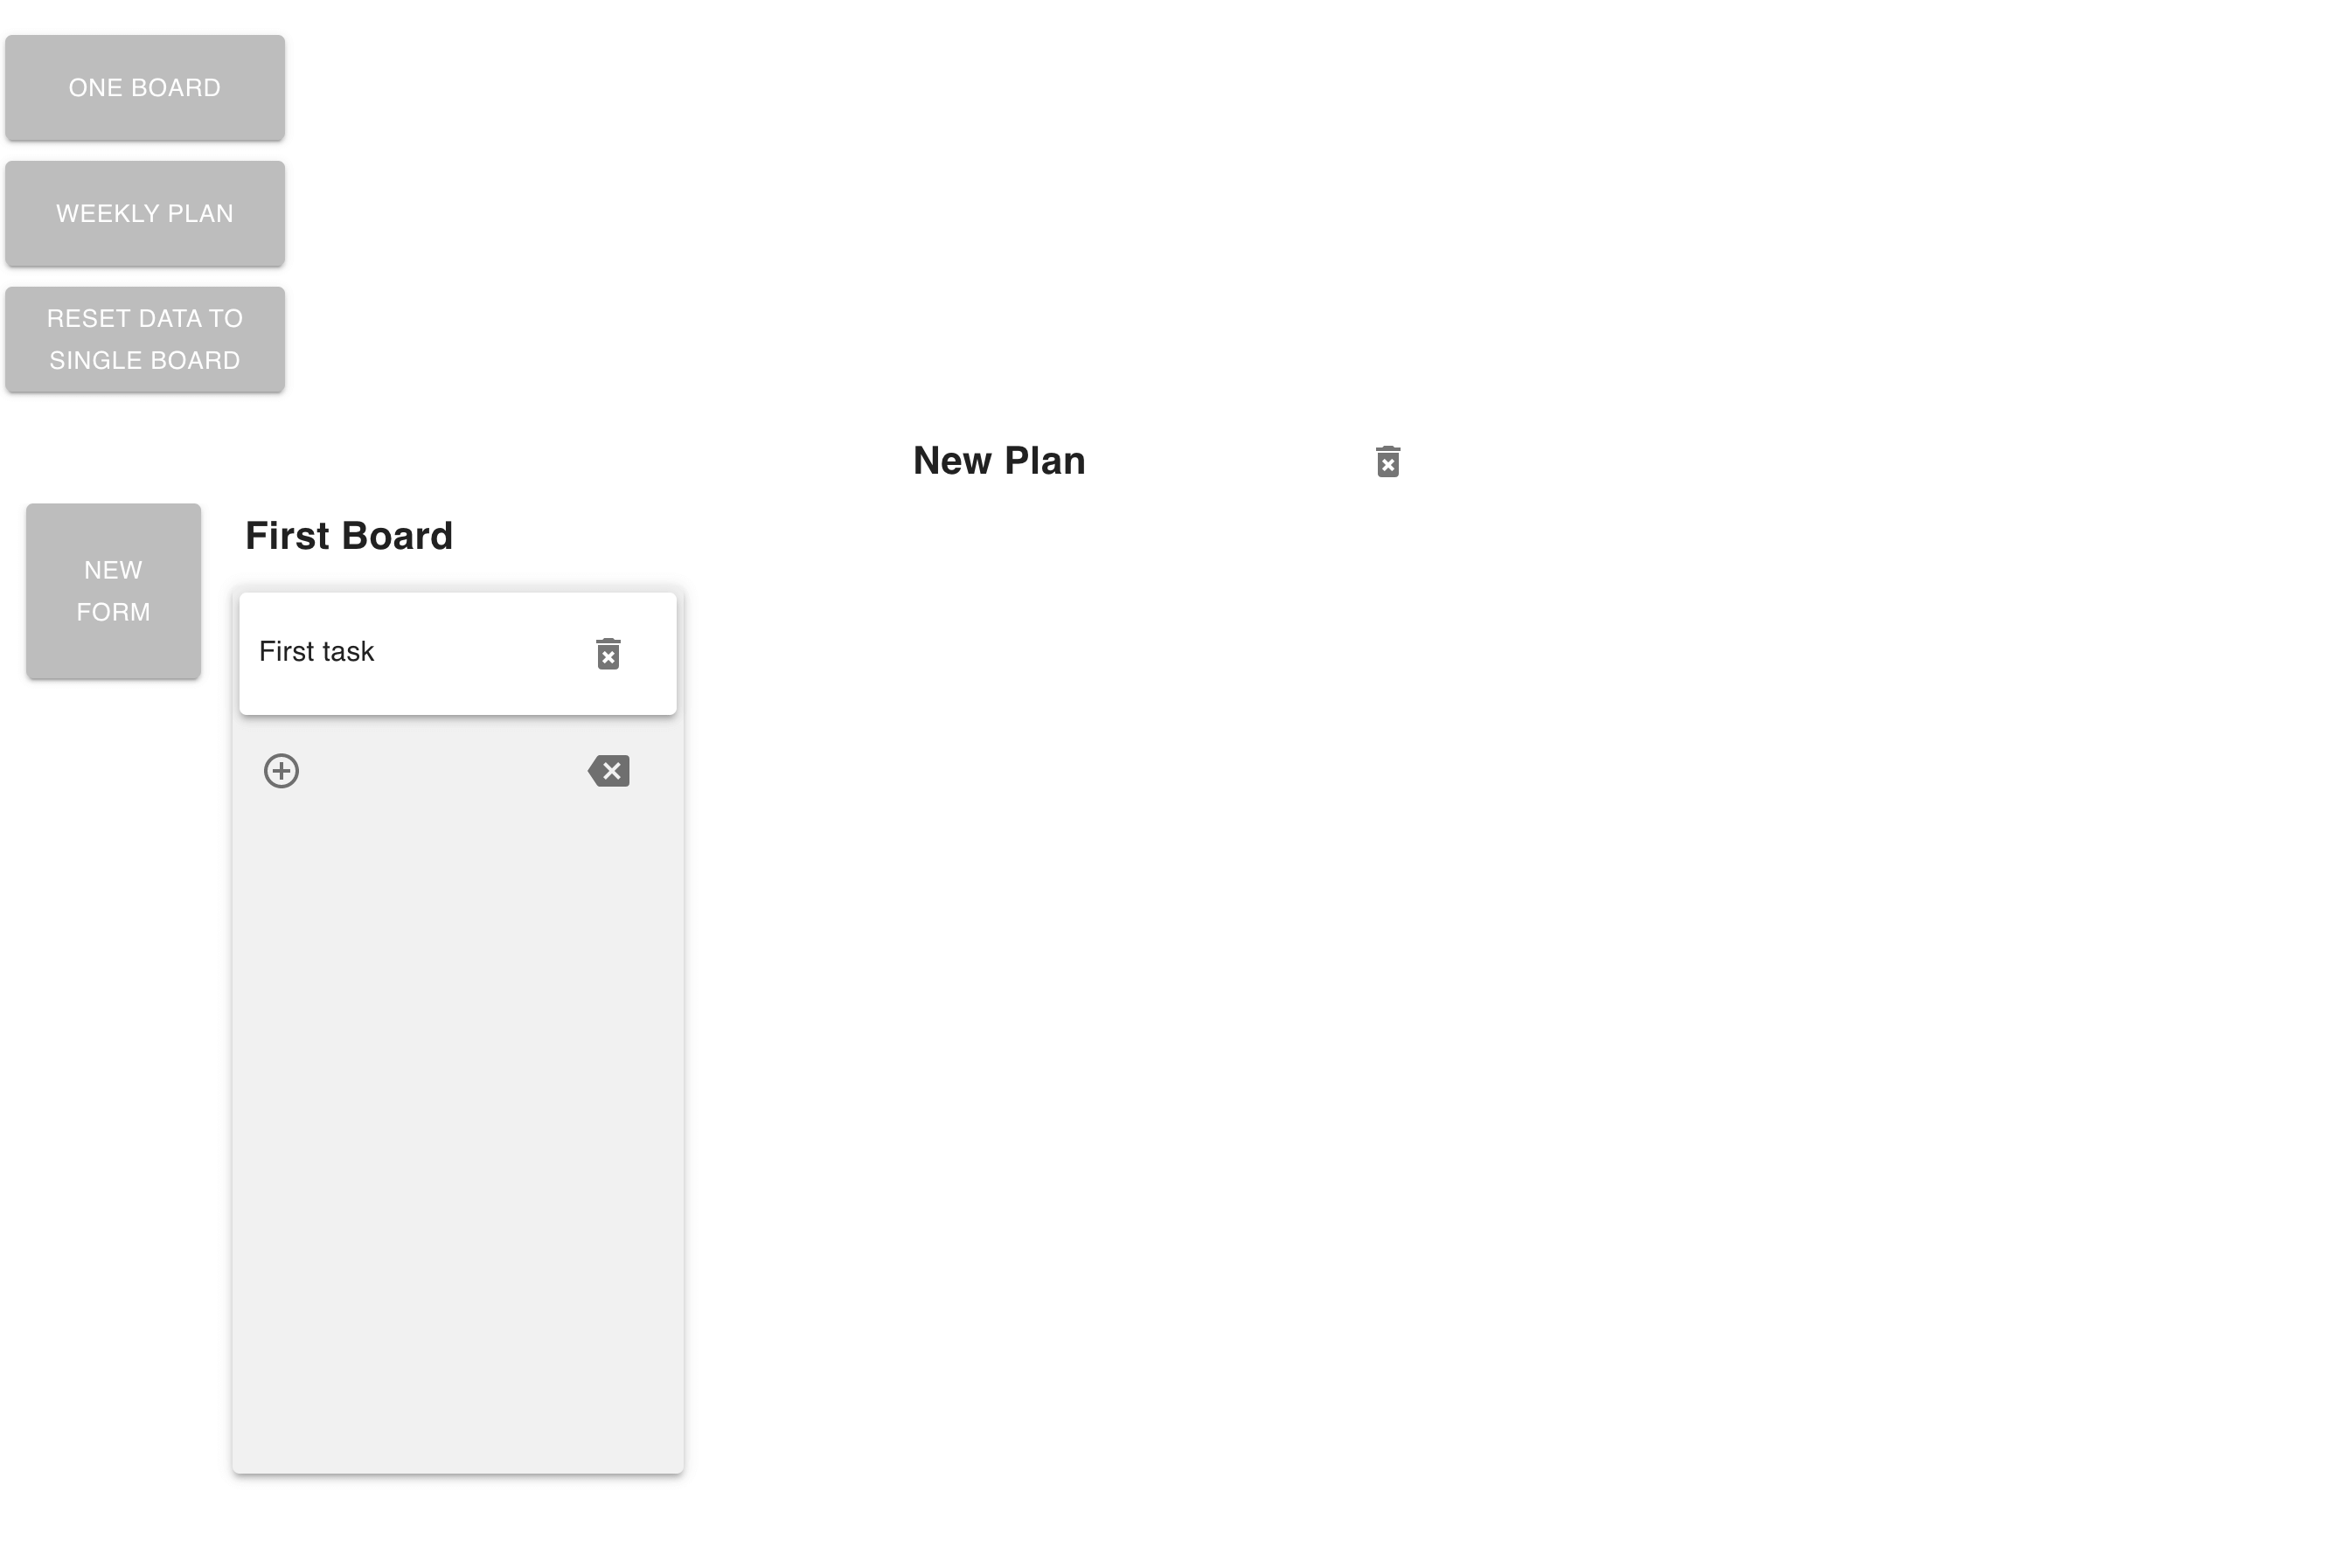 ONE BOARD
WEEKLY PLAN
RESET DATA TO
SINGLE BOARD
New Plan
NEW
FORM
First Board
First task